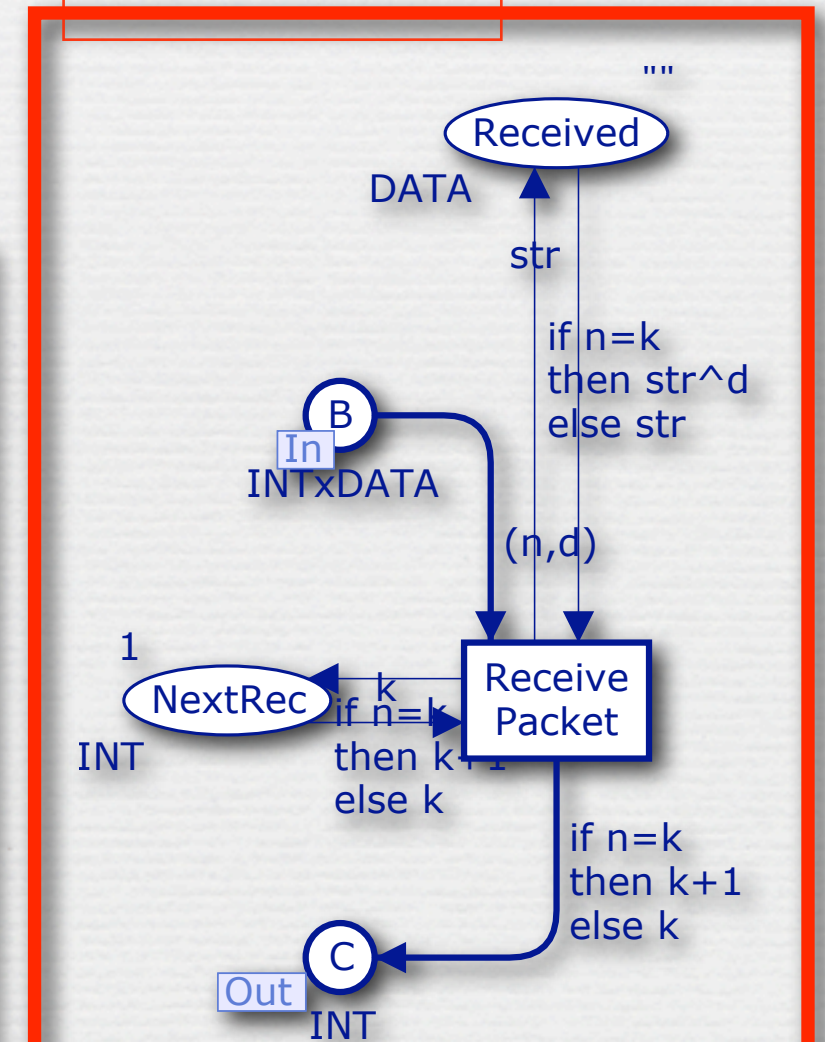 ""
Received
DATA
str
if n=k
then str^d
else str
B
In
INTxDATA
(n,d)
1
NextRec
INT
k
if n=k
then k+1
else k
Receive
Packet
if n=k
then k+1
else k
C
Out
INT